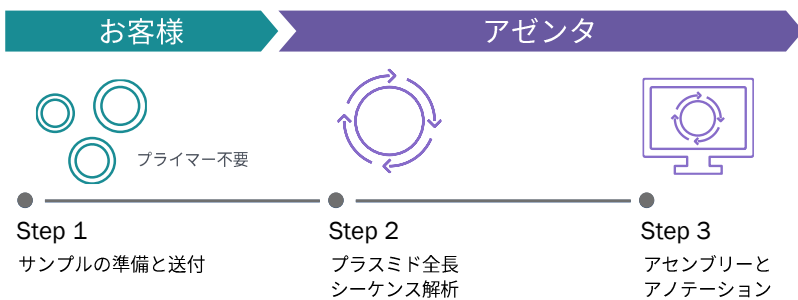 お客様
アゼンタ
プライマー不要
Step 1
サンプルの準備と送付
Step 2
プラスミド全長
シーケンス解析
Step 3
アセンブリーと
アノテーション